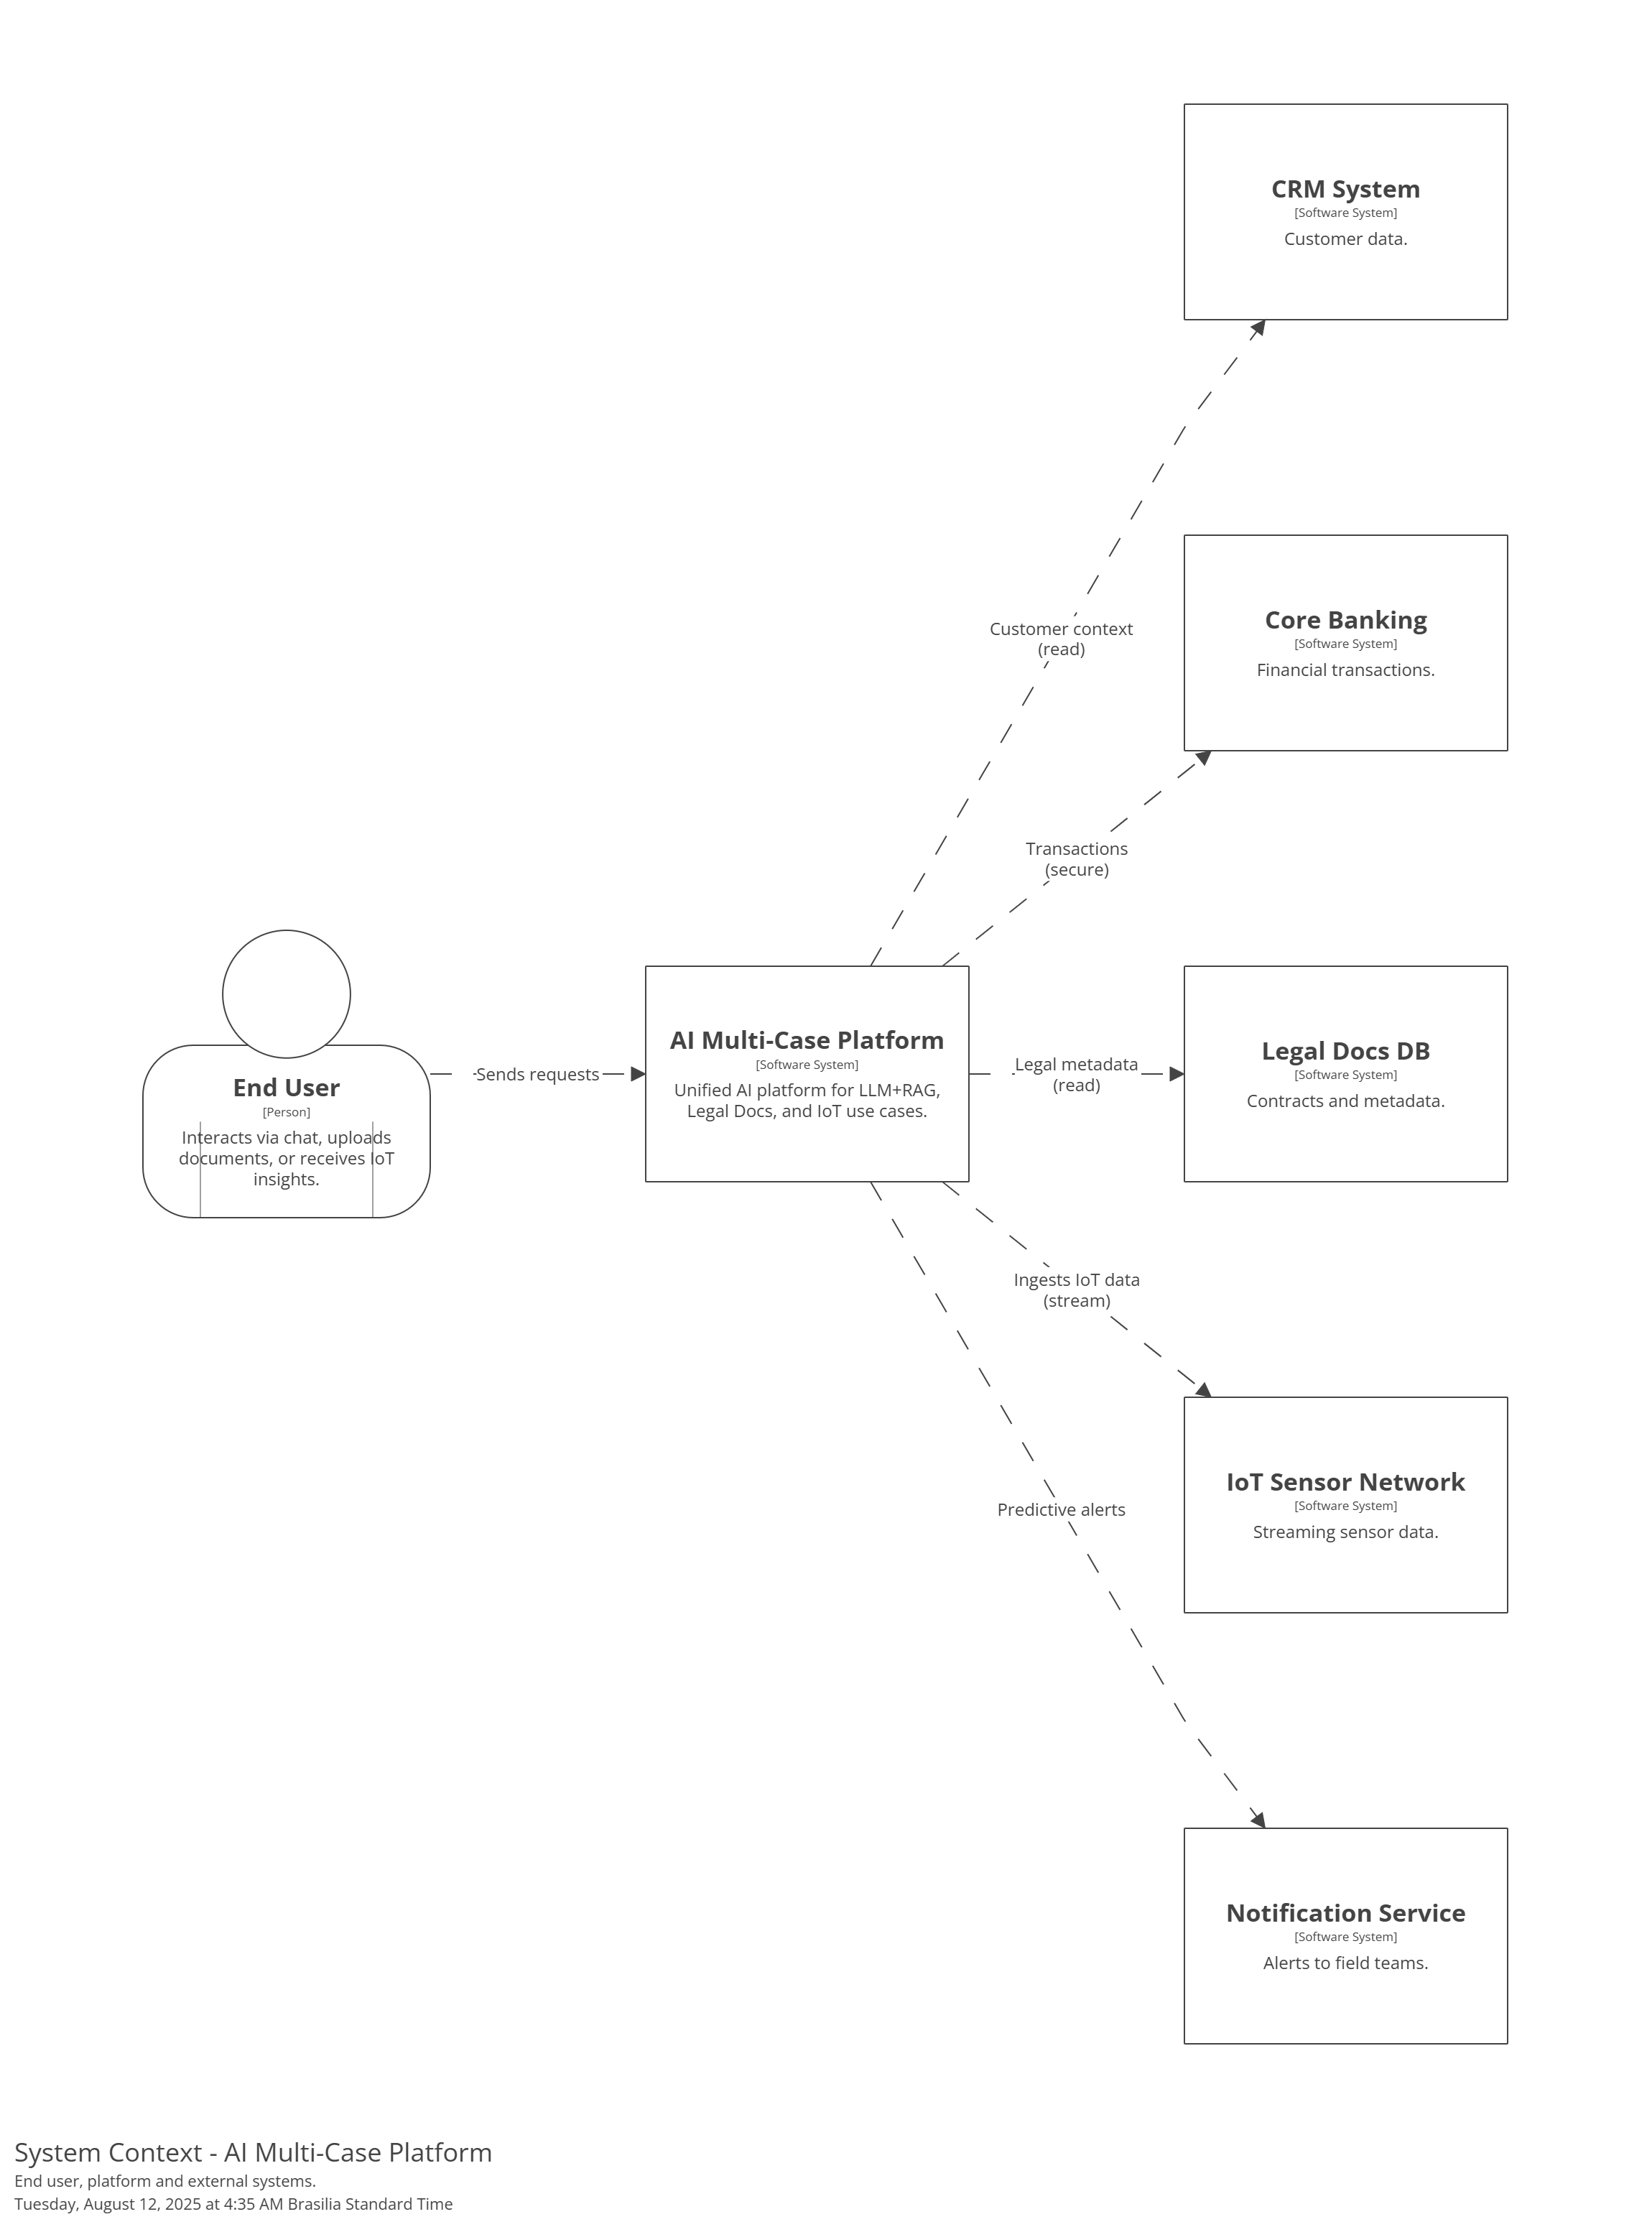 CRM System
[Software System]
Customer data.
Customer context
(read)
Core Banking
[Software System]
Financial transactions.
Transactions
(secure)
End User
[Person]
Interacts via chat, uploads
documents, or receives IoT
insights.
Sends requests
AI Multi-Case Platform
[Software System]
Unified AI platform for LLM+RAG,
Legal Docs, and IoT use cases.
Legal metadata
(read)
Legal Docs DB
[Software System]
Contracts and metadata.
Ingests IoT data
(stream)
IoT Sensor Network
[Software System]
Streaming sensor data.
Predictive alerts
Notification Service
[Software System]
Alerts to field teams.
System Context - AI Multi-Case Platform
End user, platform and external systems.
Tuesday, August 12, 2025 at 4:35 AM Brasilia Standard Time